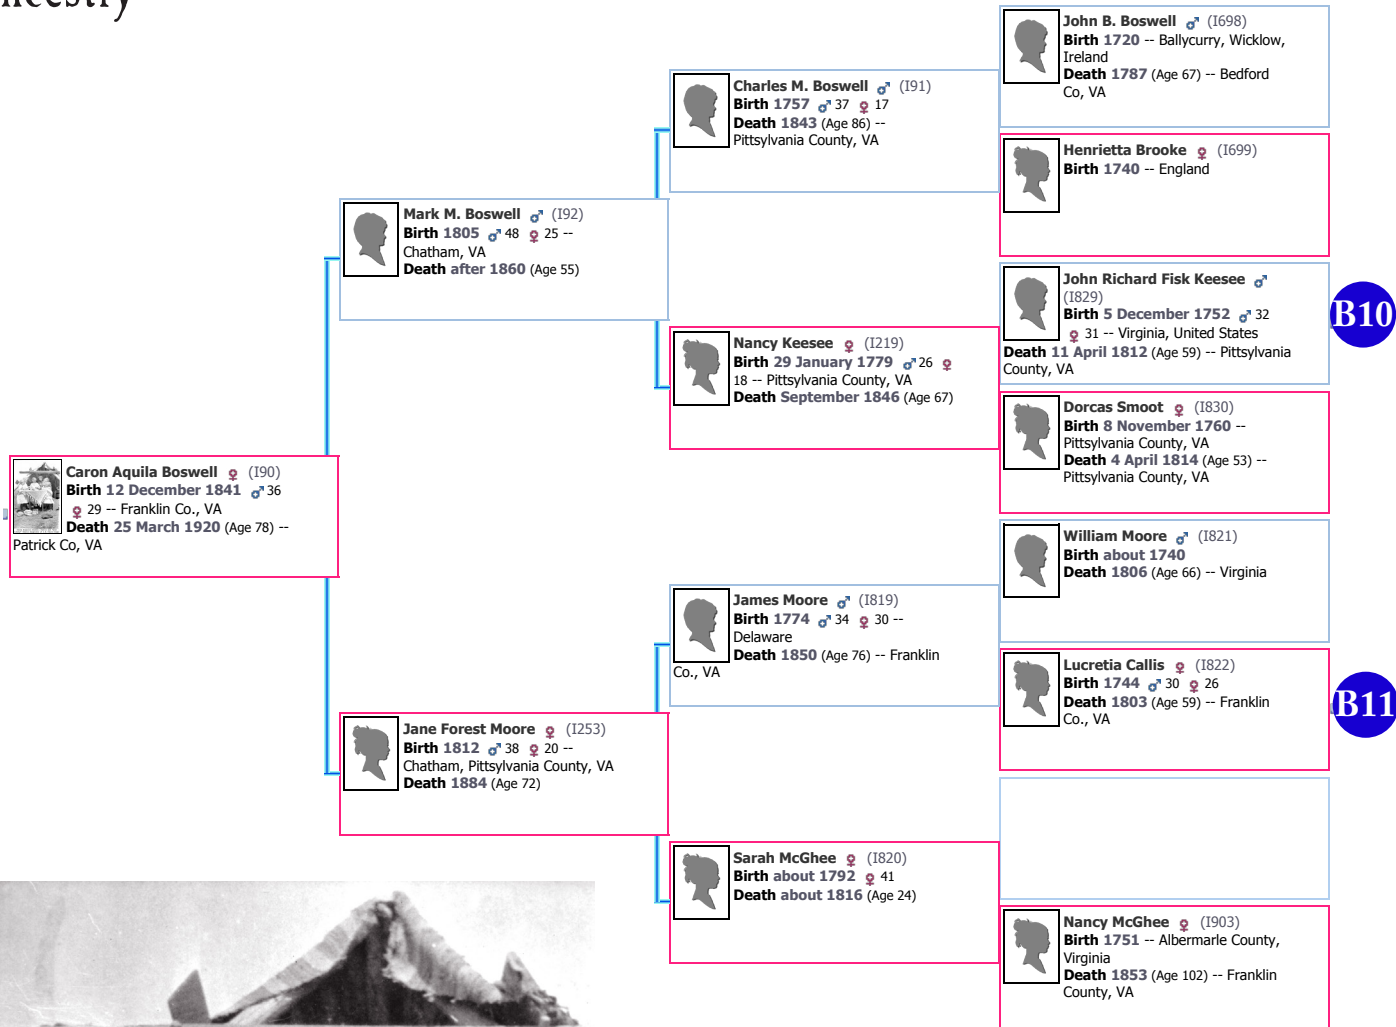 Caron Aquila Boswell ♀ (I90)
Birth 12 December 1841 ♂ 36
♀ 29 -- Franklin Co., VA
Death 25 March 1920 (Age 78) --
Patrick Co, VA
Mark M. Boswell ♂ (I92)
Birth 1805 ♂ 48 ♀ 25 --
Chatham, VA
Death after 1860 (Age 55)
Jane Forest Moore ♀ (I253)
Birth 1812 ♂ 38 ♀ 20 --
Chatham, Pittsylvania County, VA
Death 1884 (Age 72)
Charles M. Boswell ♂ (I91)
Birth 1757 ♂ 37 ♀ 17
Death 1843 (Age 86) --
Pittsylvania County, VA
Nancy Keesee ♀ (I219)
Birth 29 January 1779 ♂ 26 ♀
18 -- Pittsylvania County, VA
Death September 1846 (Age 67)
James Moore ♂ (I819)
Birth 1774 ♂ 34 ♀ 30 --
Delaware
Death 1850 (Age 76) -- Franklin
Co., VA
Sarah McGhee ♀ (I820)
Birth about 1792 ♀ 41
Death about 1816 (Age 24)
John B. Boswell ♂ (I698)
Birth 1720 -- Ballycurry, Wicklow,
Ireland
Death 1787 (Age 67) -- Bedford
Co, VA
Henrietta Brooke ♀ (I699)
Birth 1740 -- England
John Richard Fisk Keesee ♂
(I829)
Birth 5 December 1752 ♂ 32
♀ 31 -- Virginia, United States
Death 11 April 1812 (Age 59) -- Pittsylvania
County, VA
B10
Dorcas Smoot ♀ (I830)
Birth 8 November 1760 --
Pittsylvania County, VA
Death 4 April 1814 (Age 53) --
Pittsylvania County, VA
William Moore ♂ (I821)
Birth about 1740
Death 1806 (Age 66) -- Virginia
Lucretia Callis ♀ (I822)
Birth 1744 ♂ 30 ♀ 26
Death 1803 (Age 59) -- Franklin
Co., VA
B11
Nancy McGhee ♀ (I903)
Birth 1751 -- Albermarle County,
Virginia
Death 1853 (Age 102) -- Franklin
County, VA